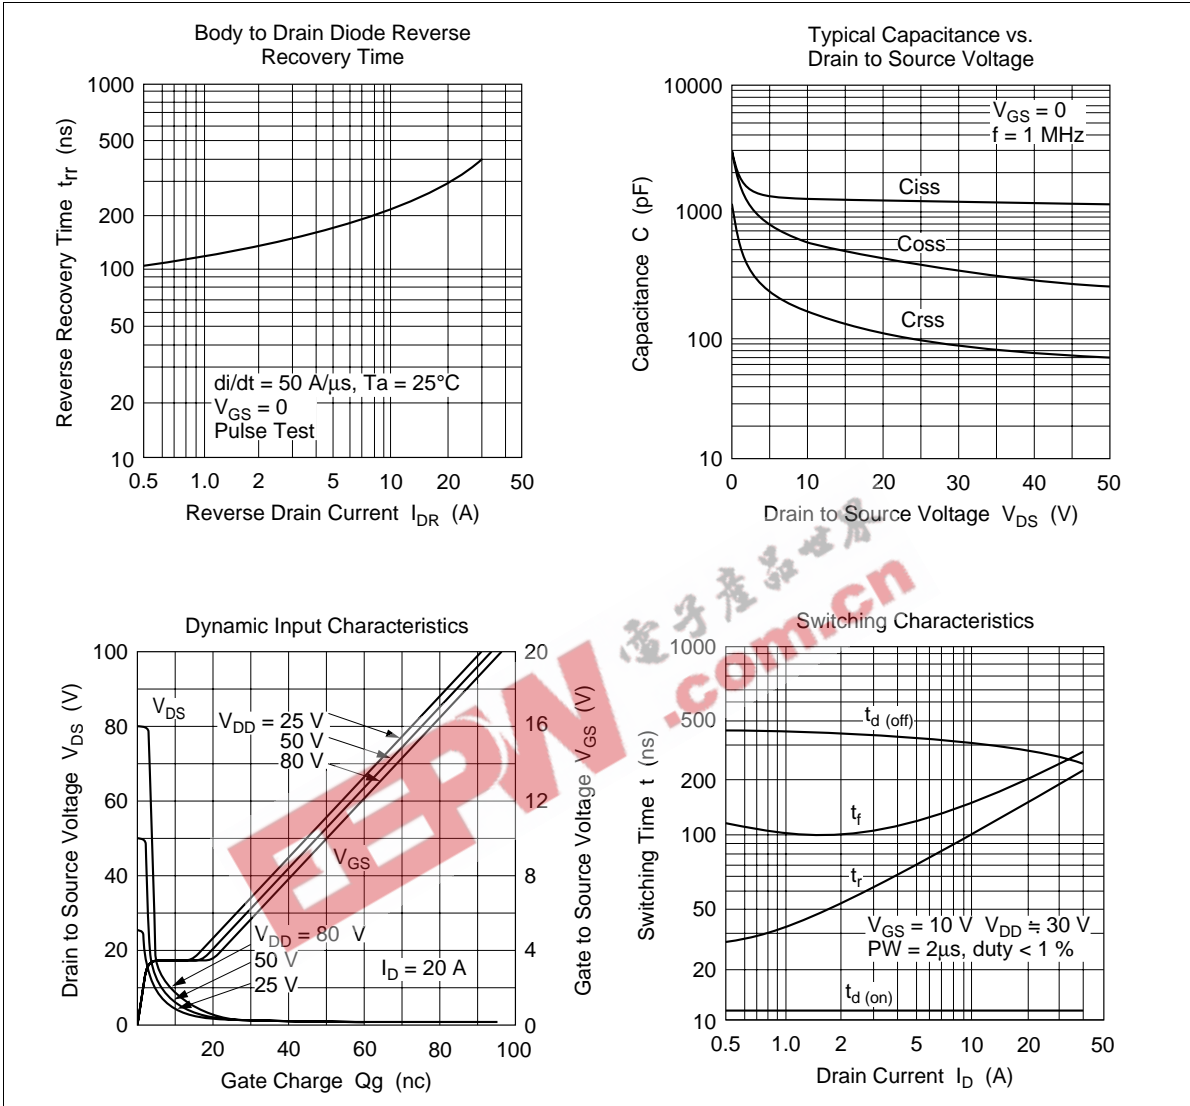 Body to Drain Diode Reverse
Recovery Time
Reverse Recovery Time trr (ns)
1000
500
200
100
50
20
10
di/dt = 50 A/μs, Ta = 25°C
VGS = 0
Pulse Test
0.5 1.0 2 5 10 20 50
Reverse Drain Current IDR (A)
Typical Capacitance vs.
Drain to Source Voltage
Capacitance C (pF)
10000
1000
100
10
VGS = 0
f = 1 MHz
Ciss
Coss
Crss
0 10 20 30 40 50
Drain to Source Voltage VDS (V)
Dynamic Input Characteristics
Drain to Source Voltage VDS (V)
100
80
60
40
20
0
VDS
VDD = 25 V
50 V
80 V
VGS
VDD = 80 V
50 V
25 V
ID = 20 A
20
16
12
8
4
0
Gate to Source Voltage VGS (V)
20 40 60 80 100
Gate Charge Qg (nc)
Switching Characteristics
Switching Time t (ns)
1000
500
200
100
50
20
10
td (off)
tf
tr
VGS = 10 V VDD ≒ 30 V
PW = 2μs, duty < 1 %
td (on)
0.5 1.0 2 5 10 20 50
Drain Current ID (A)
EEPW
電子產品世界
.com.cn